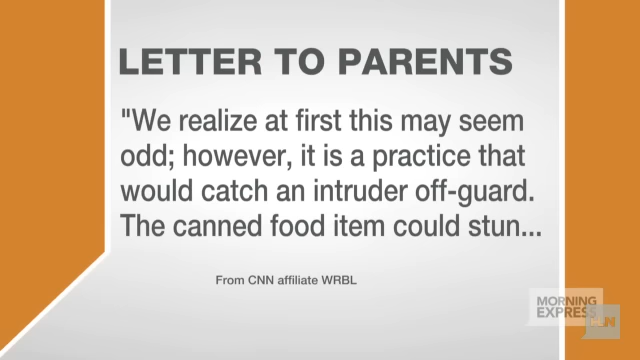 LETTER TO PARENTS
"We realize at first this may seem
odd; however, it is a practice that
would catch an intruder off-guard.
The canned food item could stun...
From CNN affiliate WRBL
MORNING
EXPRESS